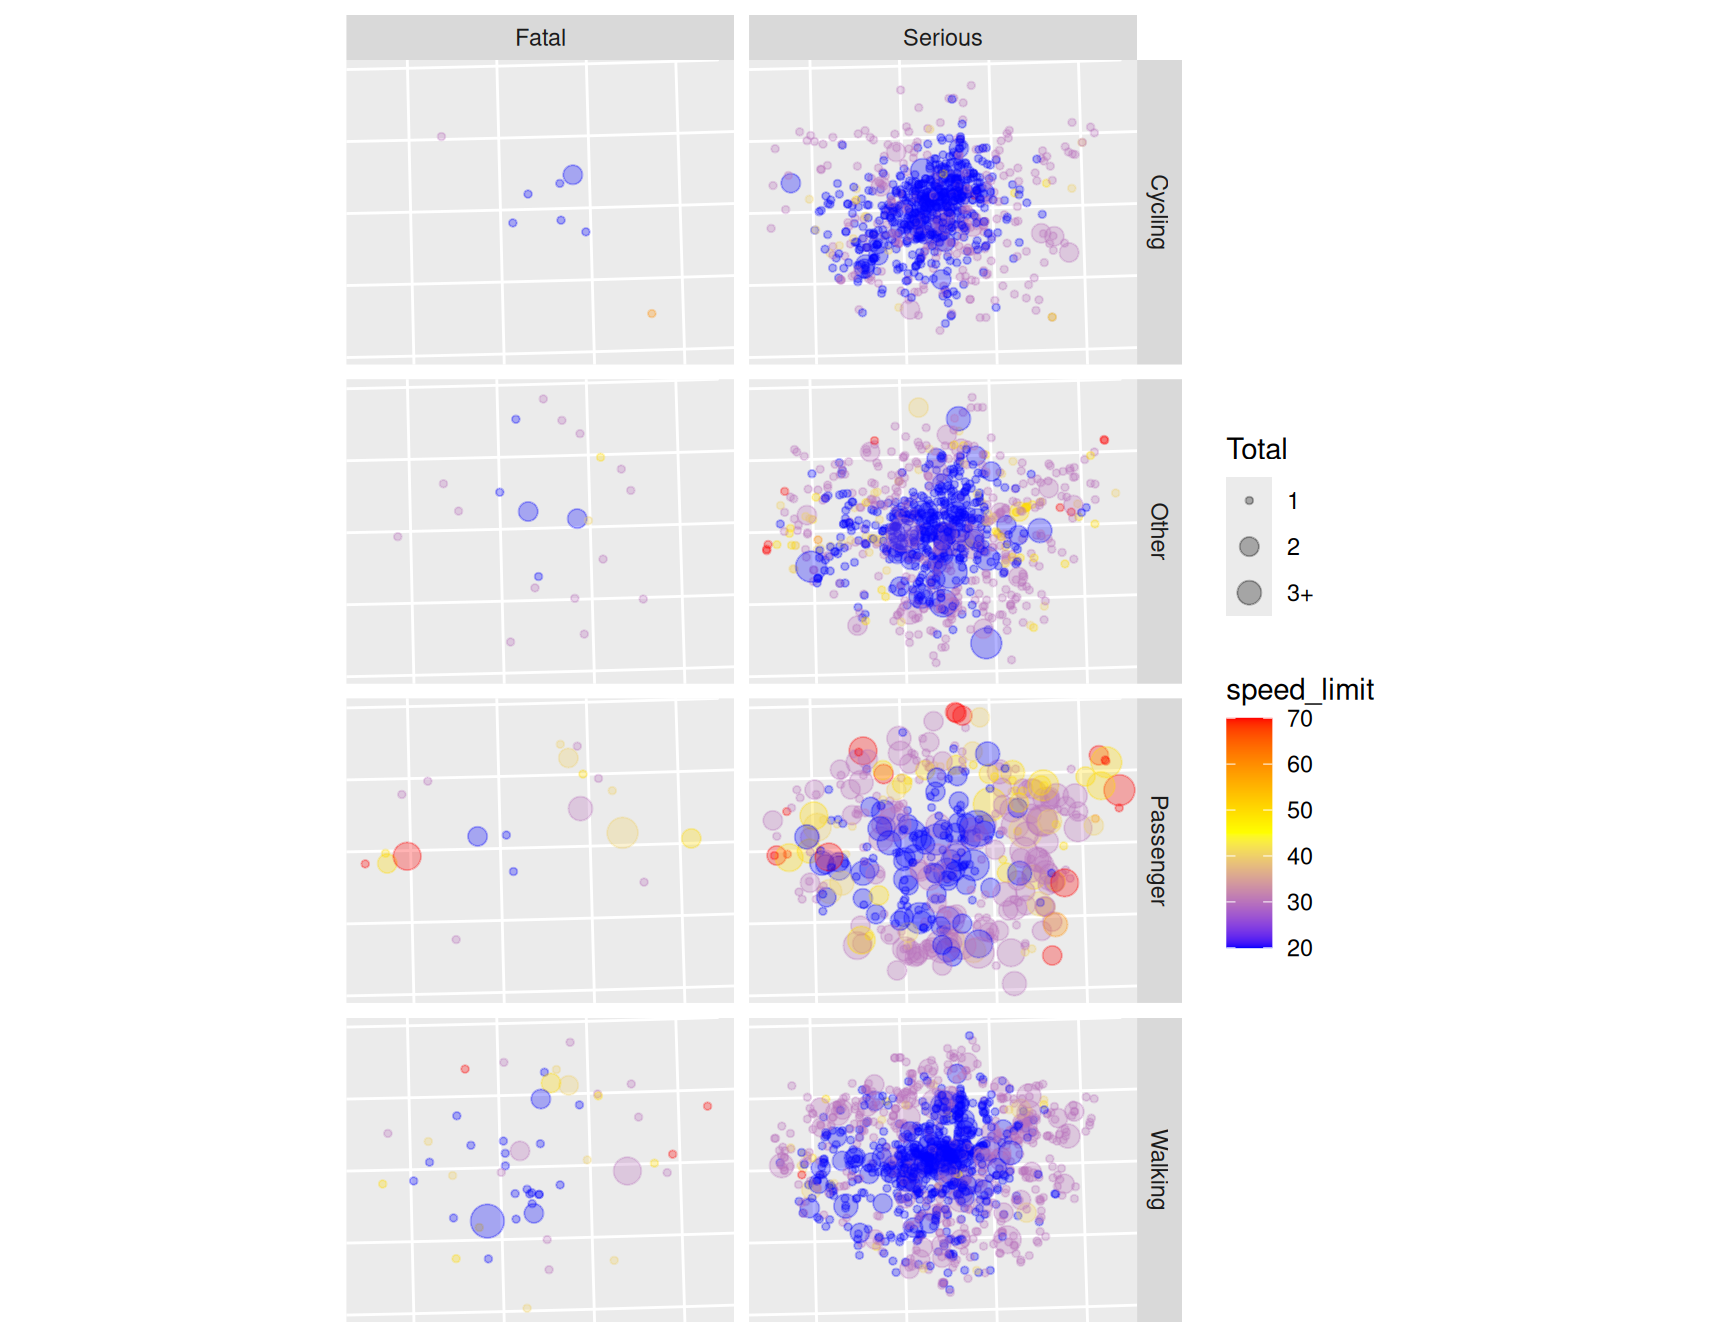 Fatal
Serious
Cycling
Other
Passenger
Walking
Total
1
2
3+
speed_limit
70
60
50
40
30
20